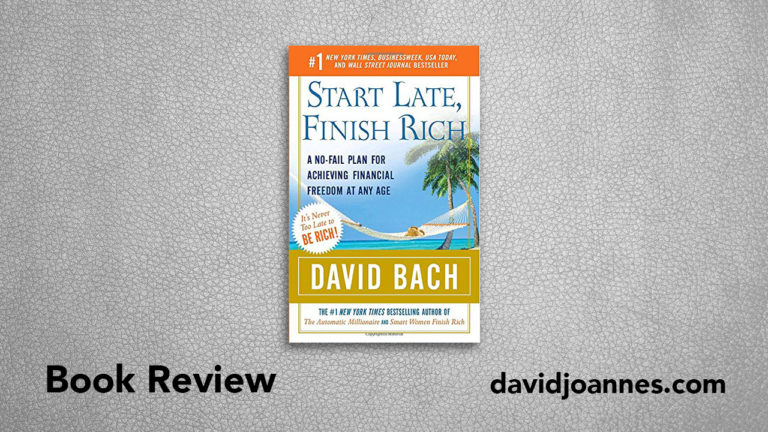 #1 NEW YORK TIMES, BUSINESSWEEK, USA TODAY,
AND WALL STREET JOURNAL BESTSELLER
START LATE,
FINISH RICH
A NO-FAIL PLAN FOR
ACHIEVING FINANCIAL
FREEDOM AT ANY AGE
It's Never
Too Late to
BE RICH!
DAVID BACH
THE #1 NEW YORK TIMES BESTSELLING AUTHOR OF
The Automatic Millionaire AND Smart Women Finish Rich
Copyrighted Material
Book Review
davidjoannes.com